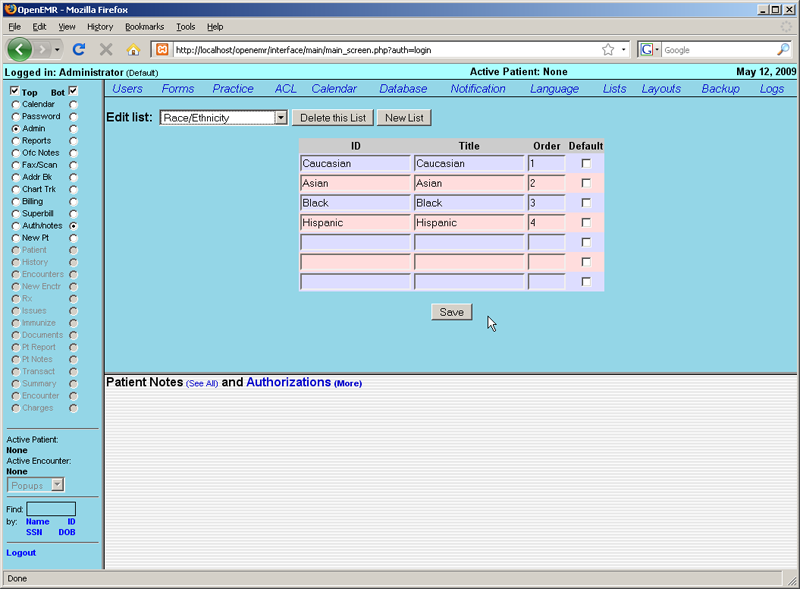 OpenEMR - Mozilla Firefox
File Edit View History Bookmarks Tools Help
http://localhost/openemr/interface/main/main_screen.php?auth=login
Google
Logged in: Administrator (Default) Active Patient: None May 12, 2009
Top Bot
Calendar
Password
Admin
Reports
Ofc Notes
Fax/Scan
Addr Bk
Chart Trk
Billing
Superbill
Auth/notes
New Pt
Patient
History
Encounters
New Enctr
Rx
Issues
Immunize
Documents
Pt Report
Pt Notes
Transact
Summary
Encounter
Charges
Active Patient:
None
Active Encounter:
None
Popups
Find:
by: Name ID
SSN DOB
Logout
Users Forms Practice ACL Calendar Database Notification Language Lists Layouts Backup Logs
Edit list: Race/Ethnicity Delete this List New List
ID Title Order Default
Caucasian Caucasian 1
Asian Asian 2
Black Black 3
Hispanic Hispanic 4
Save
Patient Notes (See All) and Authorizations (More)
Done